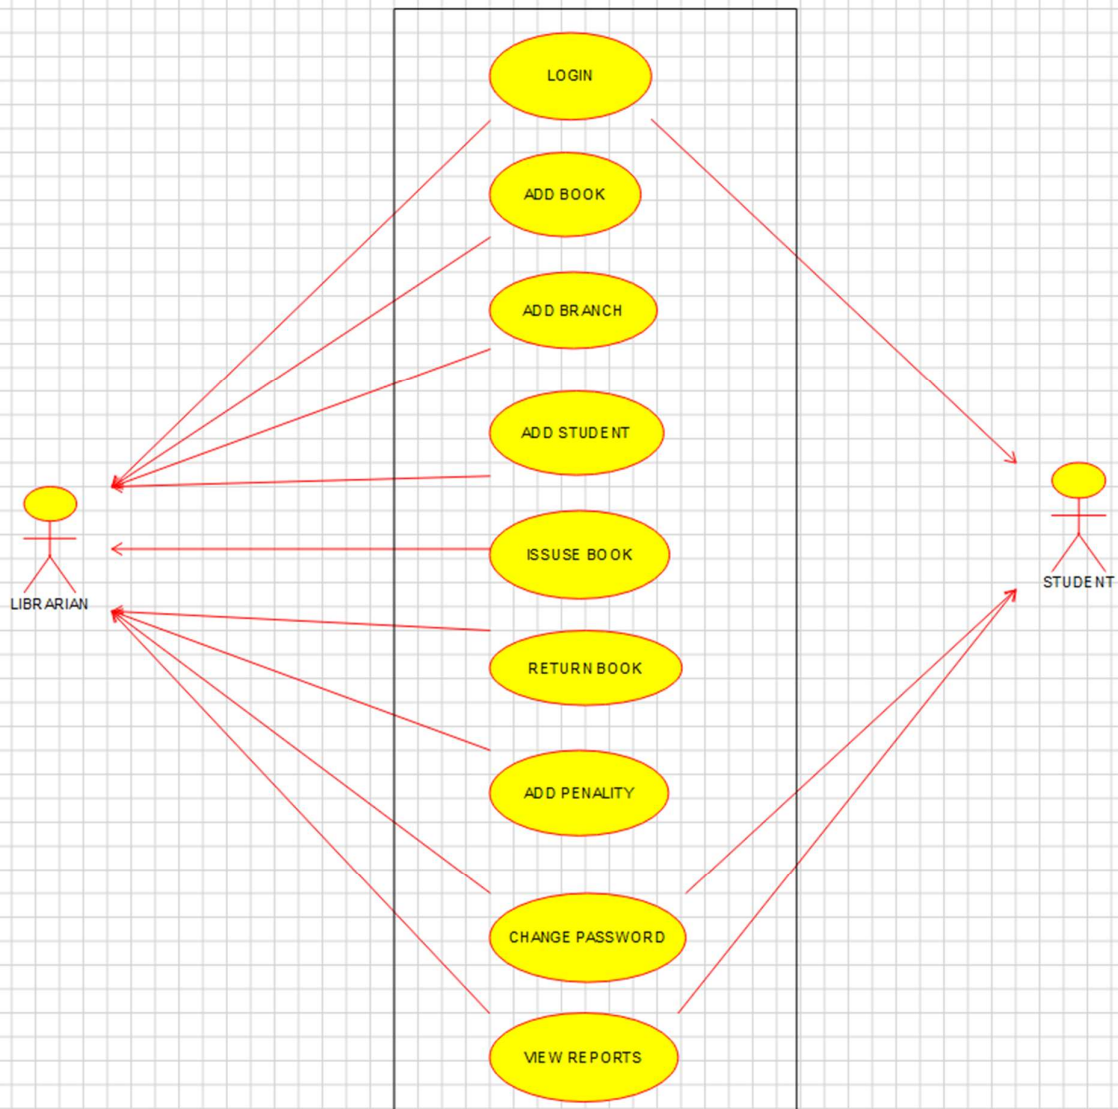 LOGIN
ADD BOOK
ADD BRANCH
ADD STUDENT
ISSUSE BOOK
LIBRARIAN
STUDENT
RETURN BOOK
ADD PENALITY
CHANGE PASSWORD
VIEW REPORTS